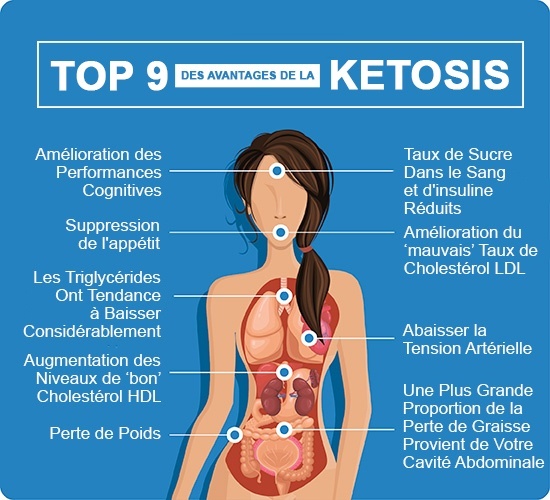 TOP 9 DES AVANTAGES DE LA KETOSIS
Amélioration des
Performances
Cognitives
Suppression
de l'appétit
Les Triglycérides
Ont Tendance
à Baisser
Considérablement
Augmentation des
Niveaux de ‘bon’
Cholestérol HDL
Perte de Poids
Taux de Sucre
Dans le Sang
et d'insuline
Réduits
Amélioration du
‘mauvais’ Taux de
Cholestérol LDL
Abaisser la
Tension Artérielle
Une Plus Grande
Proportion de la
Perte de Graisse
Provient de Votre
Cavité Abdominale